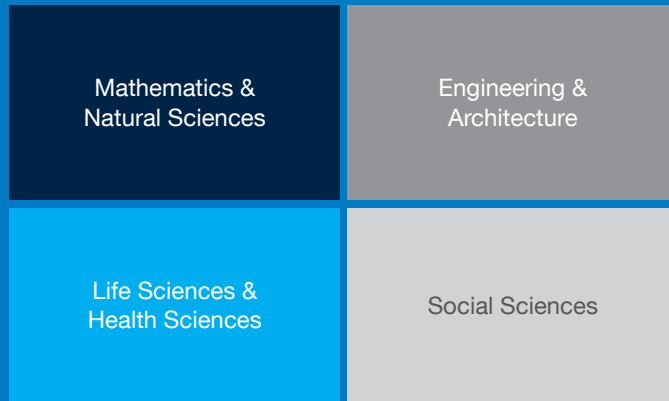 Mathematics &
Natural Sciences
Engineering &
Architecture
Life Sciences &
Health Sciences
Social Sciences